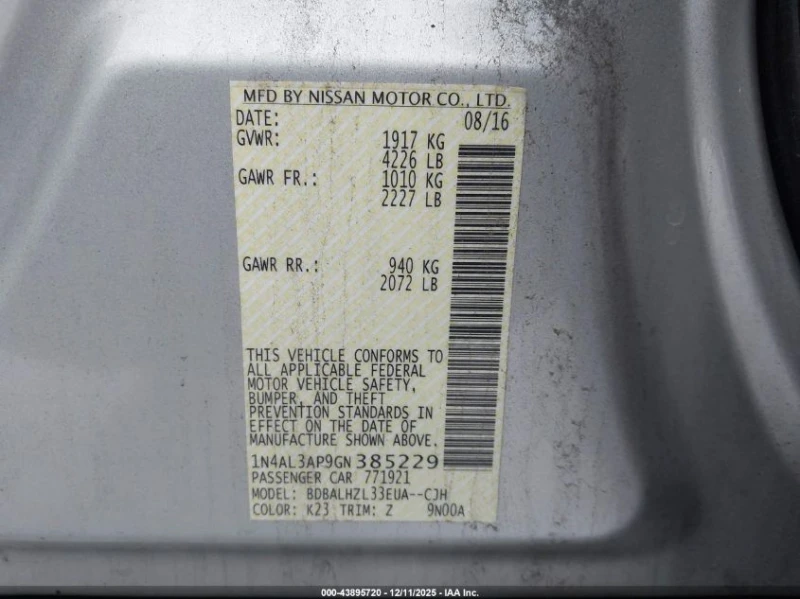 MFD BY NISSAN MOTOR CO., LTD.
DATE: 08/16
GVWR: 1917 KG
4226 LB
GAWR FR.: 1010 KG
2227 LB
GAWR RR.: 940 KG
2072 LB
THIS VEHICLE CONFORMS TO
ALL APPLICABLE FEDERAL
MOTOR VEHICLE SAFETY,
BUMPER, AND THEFT
PREVENTION STANDARDS IN
EFFECT ON THE DATE OF
MANUFACTURE SHOWN ABOVE.
1N4AL3AP9GN385229
PASSENGER CAR 771921
MODEL: BDBALHZL33EUA--CJH
COLOR: K23 TRIM: Z 9N00A
000-43895720 - 12/11/2025 - IAA Inc.